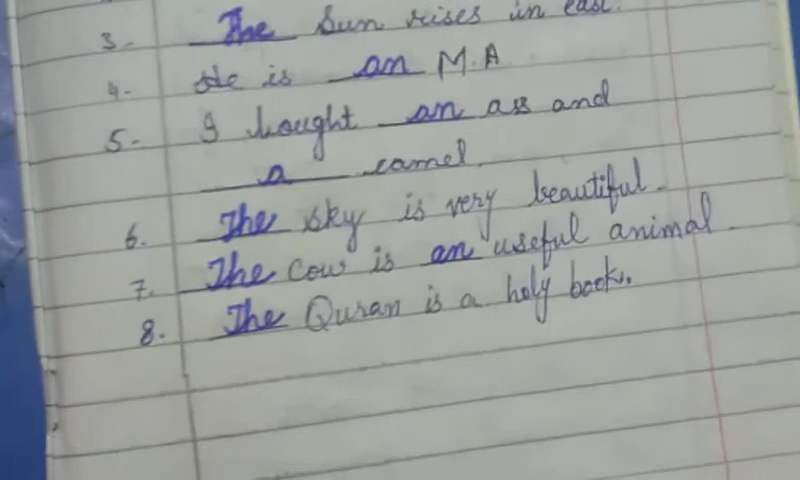 3. The Sun rises in east.
4. He is an M.A
5. I bought an ass and
a camel.
6. The sky is very beautiful.
7. The cow is an useful animal.
8. The Quran is a holy book.